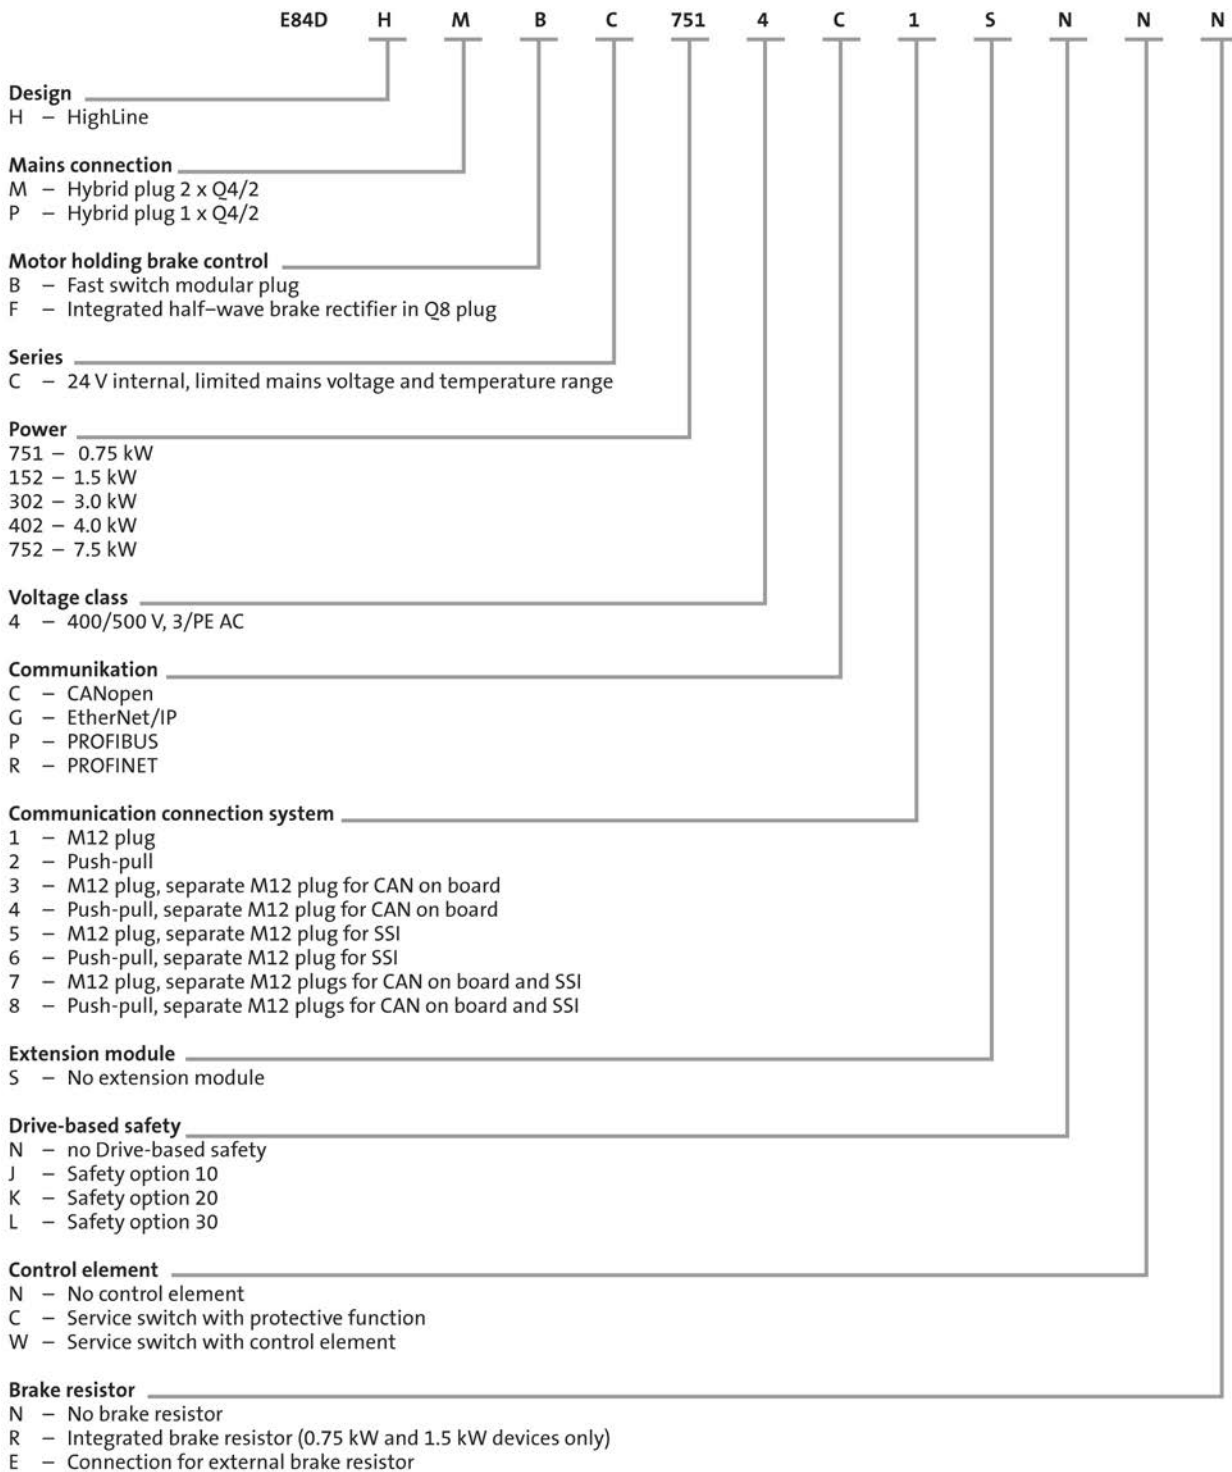 E84D H M B C 751 4 C 1 S N N N
Design
H – HighLine
Mains connection
M – Hybrid plug 2 x Q4/2
P – Hybrid plug 1 x Q4/2
Motor holding brake control
B – Fast switch modular plug
F – Integrated half–wave brake rectifier in Q8 plug
Series
C – 24 V internal, limited mains voltage and temperature range
Power
751 – 0.75 kW
152 – 1.5 kW
302 – 3.0 kW
402 – 4.0 kW
752 – 7.5 kW
Voltage class
4 – 400/500 V, 3/PE AC
Communikation
C – CANopen
G – EtherNet/IP
P – PROFIBUS
R – PROFINET
Communication connection system
1 – M12 plug
2 – Push-pull
3 – M12 plug, separate M12 plug for CAN on board
4 – Push-pull, separate M12 plug for CAN on board
5 – M12 plug, separate M12 plug for SSI
6 – Push-pull, separate M12 plug for SSI
7 – M12 plug, separate M12 plugs for CAN on board and SSI
8 – Push-pull, separate M12 plugs for CAN on board and SSI
Extension module
S – No extension module
Drive-based safety
N – no Drive-based safety
J – Safety option 10
K – Safety option 20
L – Safety option 30
Control element
N – No control element
C – Service switch with protective function
W – Service switch with control element
Brake resistor
N – No brake resistor
R – Integrated brake resistor (0.75 kW and 1.5 kW devices only)
E – Connection for external brake resistor